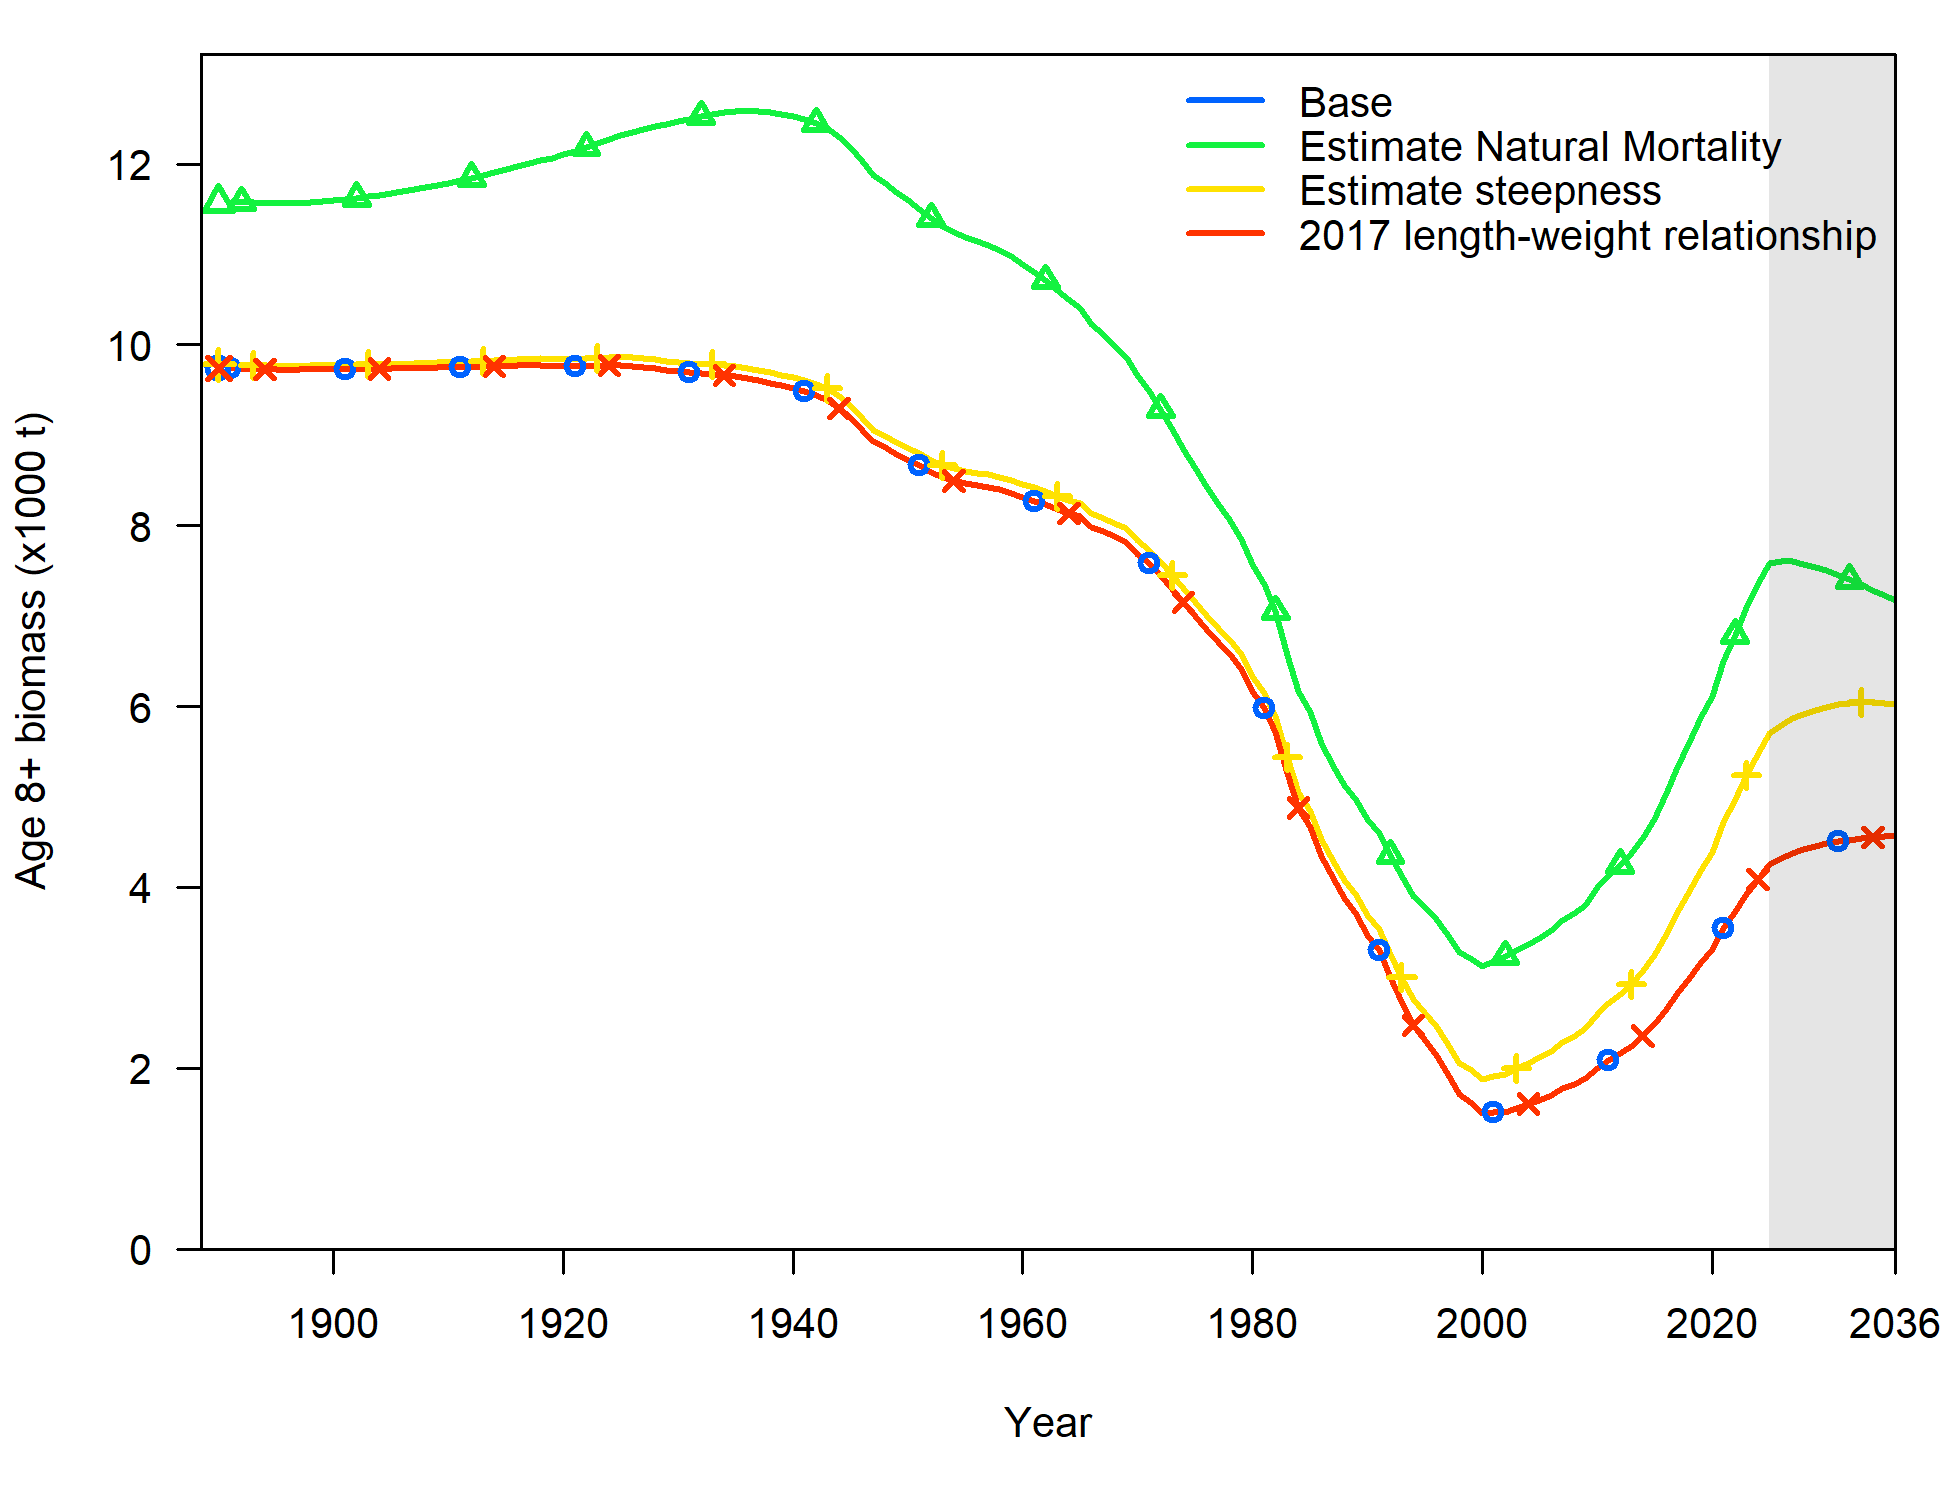 Base
Estimate Natural Mortality
Estimate steepness
2017 length-weight relationship
Age 8+ biomass (x1000 t)
12
10
8
6
4
2
0
1900 1920 1940 1960 1980 2000 2020 2036
Year